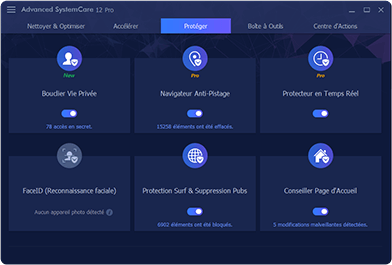 Advanced SystemCare 12 Pro
Nettoyer & Optimiser Accélérer Protéger Boîte à Outils Centre d'Actions
New Pro Pro
Bouclier Vie Privée Navigateur Anti-Pistage Protecteur en Temps Réel
78 accès en secret. 15258 éléments ont été effacés.
FaceID (Reconnaissance faciale) Protection Surf & Suppression Pubs Conseiller Page d'Accueil
Aucun appareil photo détecté 6902 éléments ont été bloqués. 5 modifications malveillantes détectées.